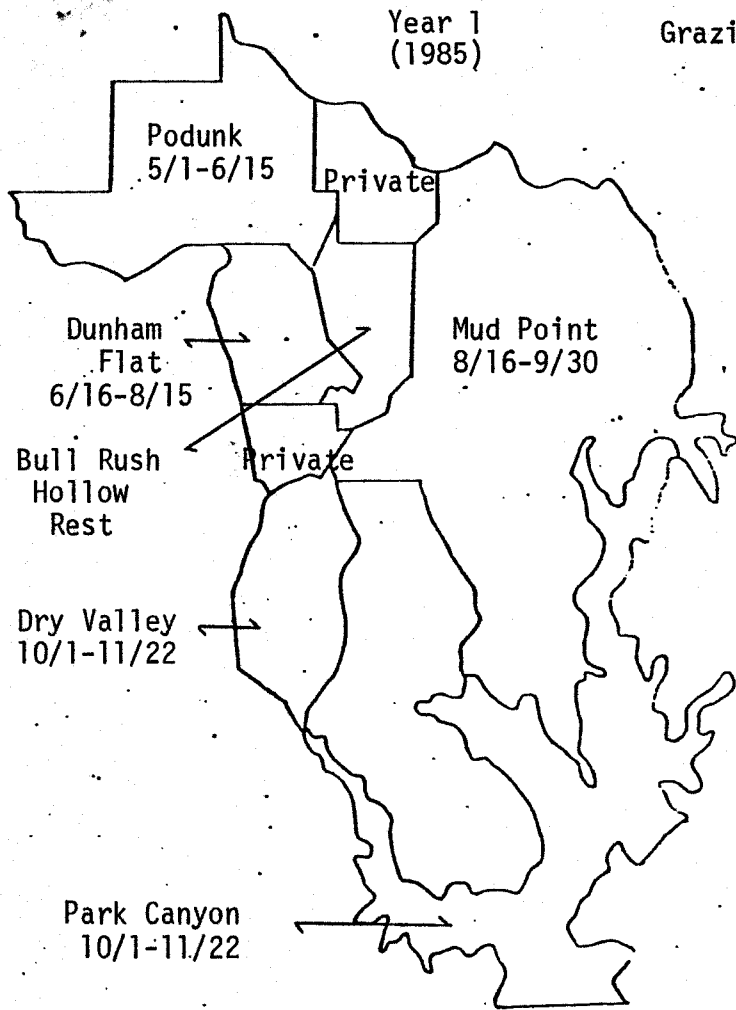 Year 1
(1985)
Grazi
Podunk
5/1-6/15
Private
Dunham
Flat
6/16-8/15
Mud Point
8/16-9/30
Bull Rush
Hollow
Rest
Private
Dry Valley
10/1-11/22
Park Canyon
10/1-11/22